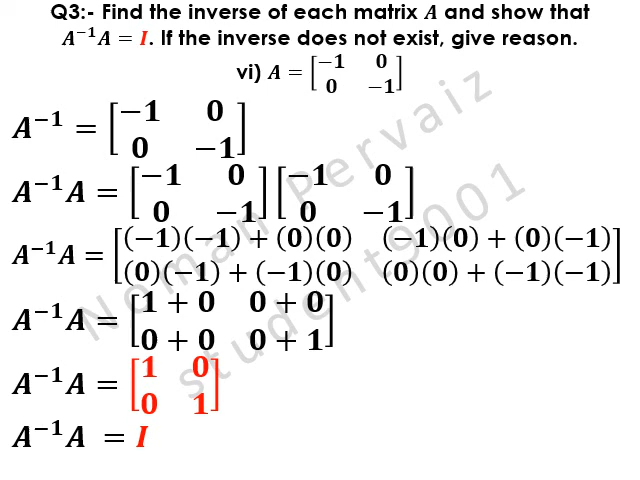 Q3:- Find the inverse of each matrix A and show that
A⁻¹A = I. If the inverse does not exist, give reason.
vi) A = [−1 0
0 −1]
A⁻¹ = [−1 0
0 −1]
A⁻¹A = [−1 0 [−1 0
0 −1] 0 −1]
A⁻¹A = [(−1)(−1) + (0)(0) (−1)(0) + (0)(−1)
(0)(−1) + (−1)(0) (0)(0) + (−1)(−1)]
A⁻¹A = [1 + 0 0 + 0
0 + 0 0 + 1]
A⁻¹A = [1 0
0 1]
A⁻¹A = I
Noman Pervaiz
student9001